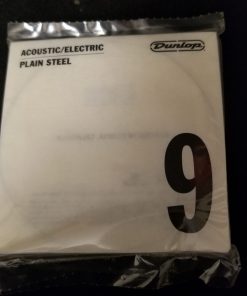 ACOUSTIC/ELECTRIC
Dunlop
PLAIN STEEL
9